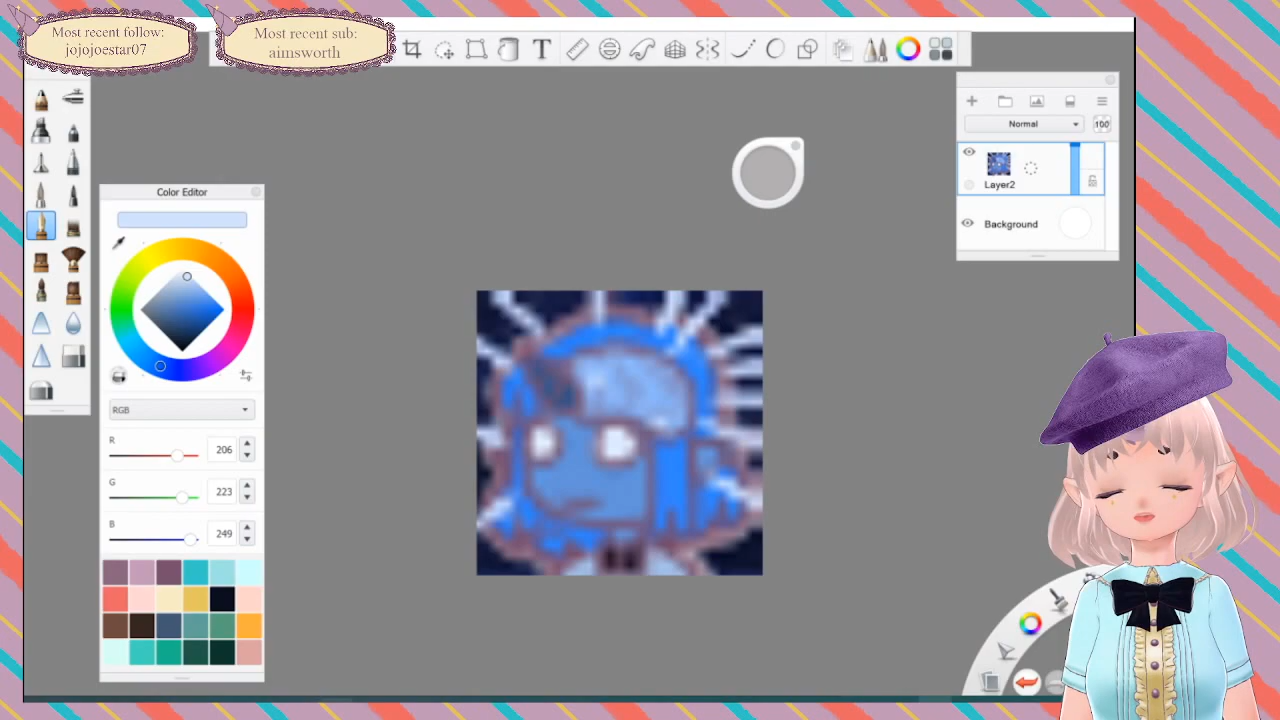 Most recent follow:
jojojoestar07
Most recent sub:
aimsworth
Normal
100
Layer2
Background
Color Editor
RGB
R
206
G
223
B
249